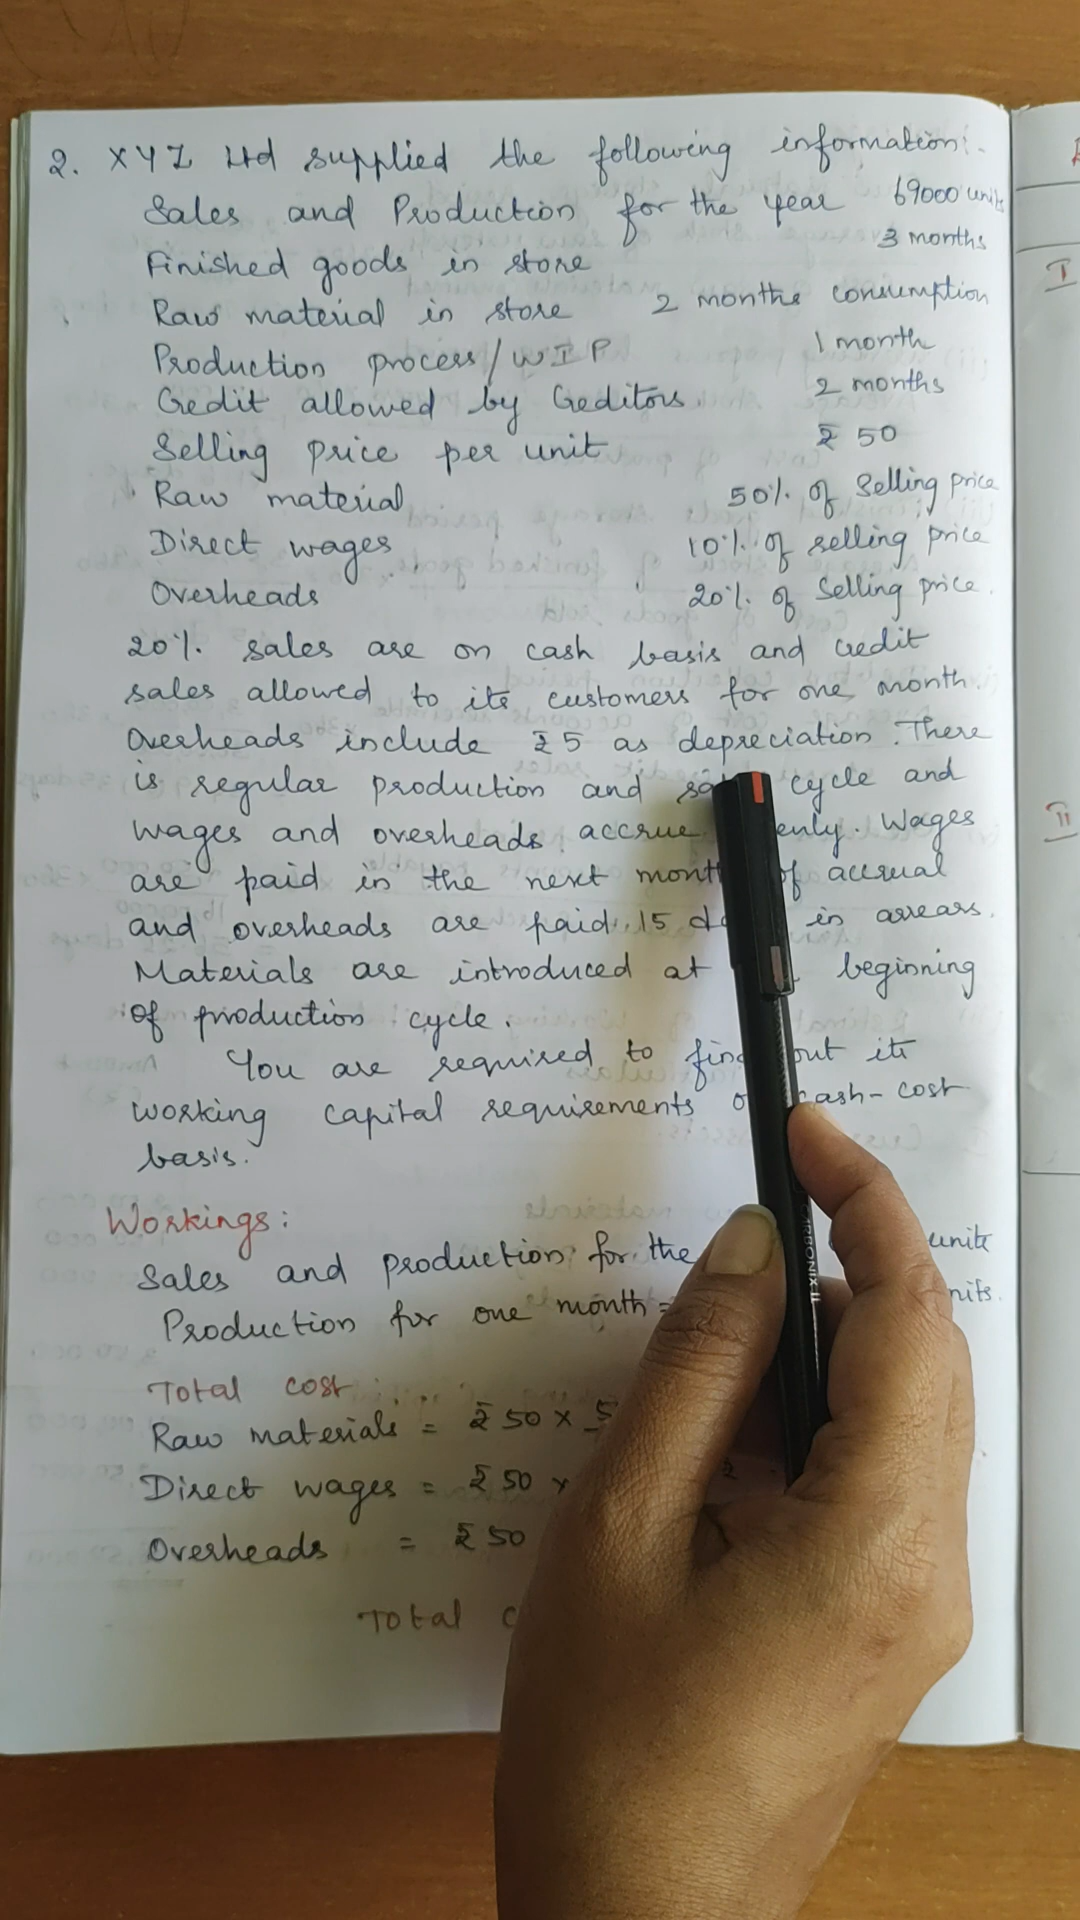 2. XYZ Ltd supplied the following information:-
Sales and Production for the year 69000 units
Finished goods in store 3 months
Raw material in store 2 months consumption
Production process/WIP 1 month
Credit allowed by Creditors 2 months
Selling price per unit ₹ 50
Raw material 50% of Selling price
Direct wages 10% of selling price
Overheads 20% of Selling price.
20% sales are on cash basis and credit
sales allowed to its customers for one month.
Overheads include ₹5 as depreciation. There
is regular production and cycle and
wages and overheads accrue. Wages
are paid in the next month of accrual
and overheads are paid 15 in arrears.
Materials are introduced at beginning
of production cycle.
You are required to find out its
working capital requirements cash-cost
basis.
Workings:
Sales and production for the units
Production for one month = units.
Total cost
Raw materials = ₹ 50 ×
Direct wages = ₹ 50 ×
Overheads = ₹ 50
Total
CARBONIX II
I
II